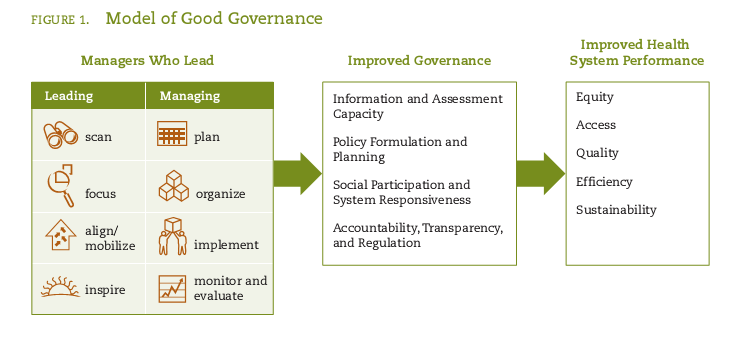 FIGURE 1. Model of Good Governance
Managers Who Lead
Leading
Managing
scan
plan
focus
organize
align/
mobilize
implement
inspire
monitor and
evaluate
Improved Governance
Information and Assessment
Capacity
Policy Formulation and
Planning
Social Participation and
System Responsiveness
Accountability, Transparency,
and Regulation
Improved Health
System Performance
Equity
Access
Quality
Efficiency
Sustainability